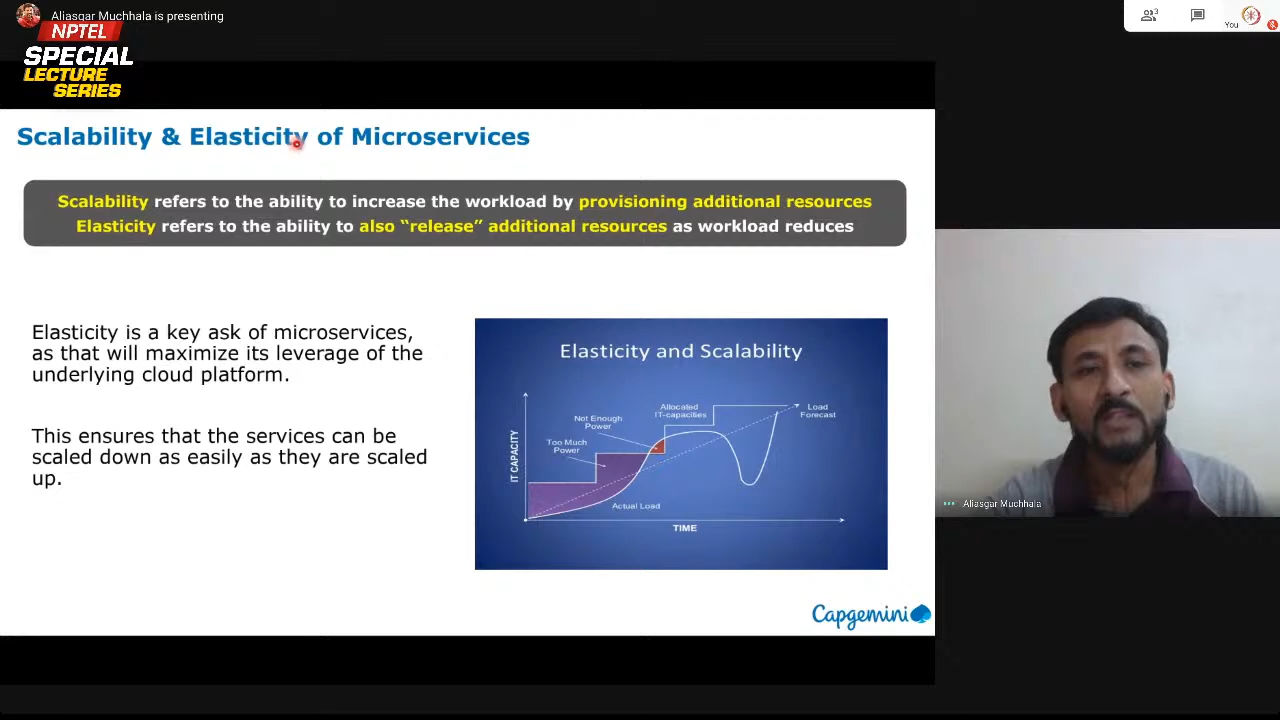 Aliasgar Muchhala is presenting
NPTEL
SPECIAL
LECTURE
SERIES
3
You
Scalability & Elasticity of Microservices
Scalability refers to the ability to increase the workload by provisioning additional resources
Elasticity refers to the ability to also “release” additional resources as workload reduces
Elasticity is a key ask of microservices,
as that will maximize its leverage of the
underlying cloud platform.
This ensures that the services can be
scaled down as easily as they are scaled
up.
Elasticity and Scalability
Not Enough
Power
Allocated
IT-capacities
Load
Forecast
Too Much
Power
IT CAPACITY
Actual Load
TIME
Aliasgar Muchhala
Capgemini